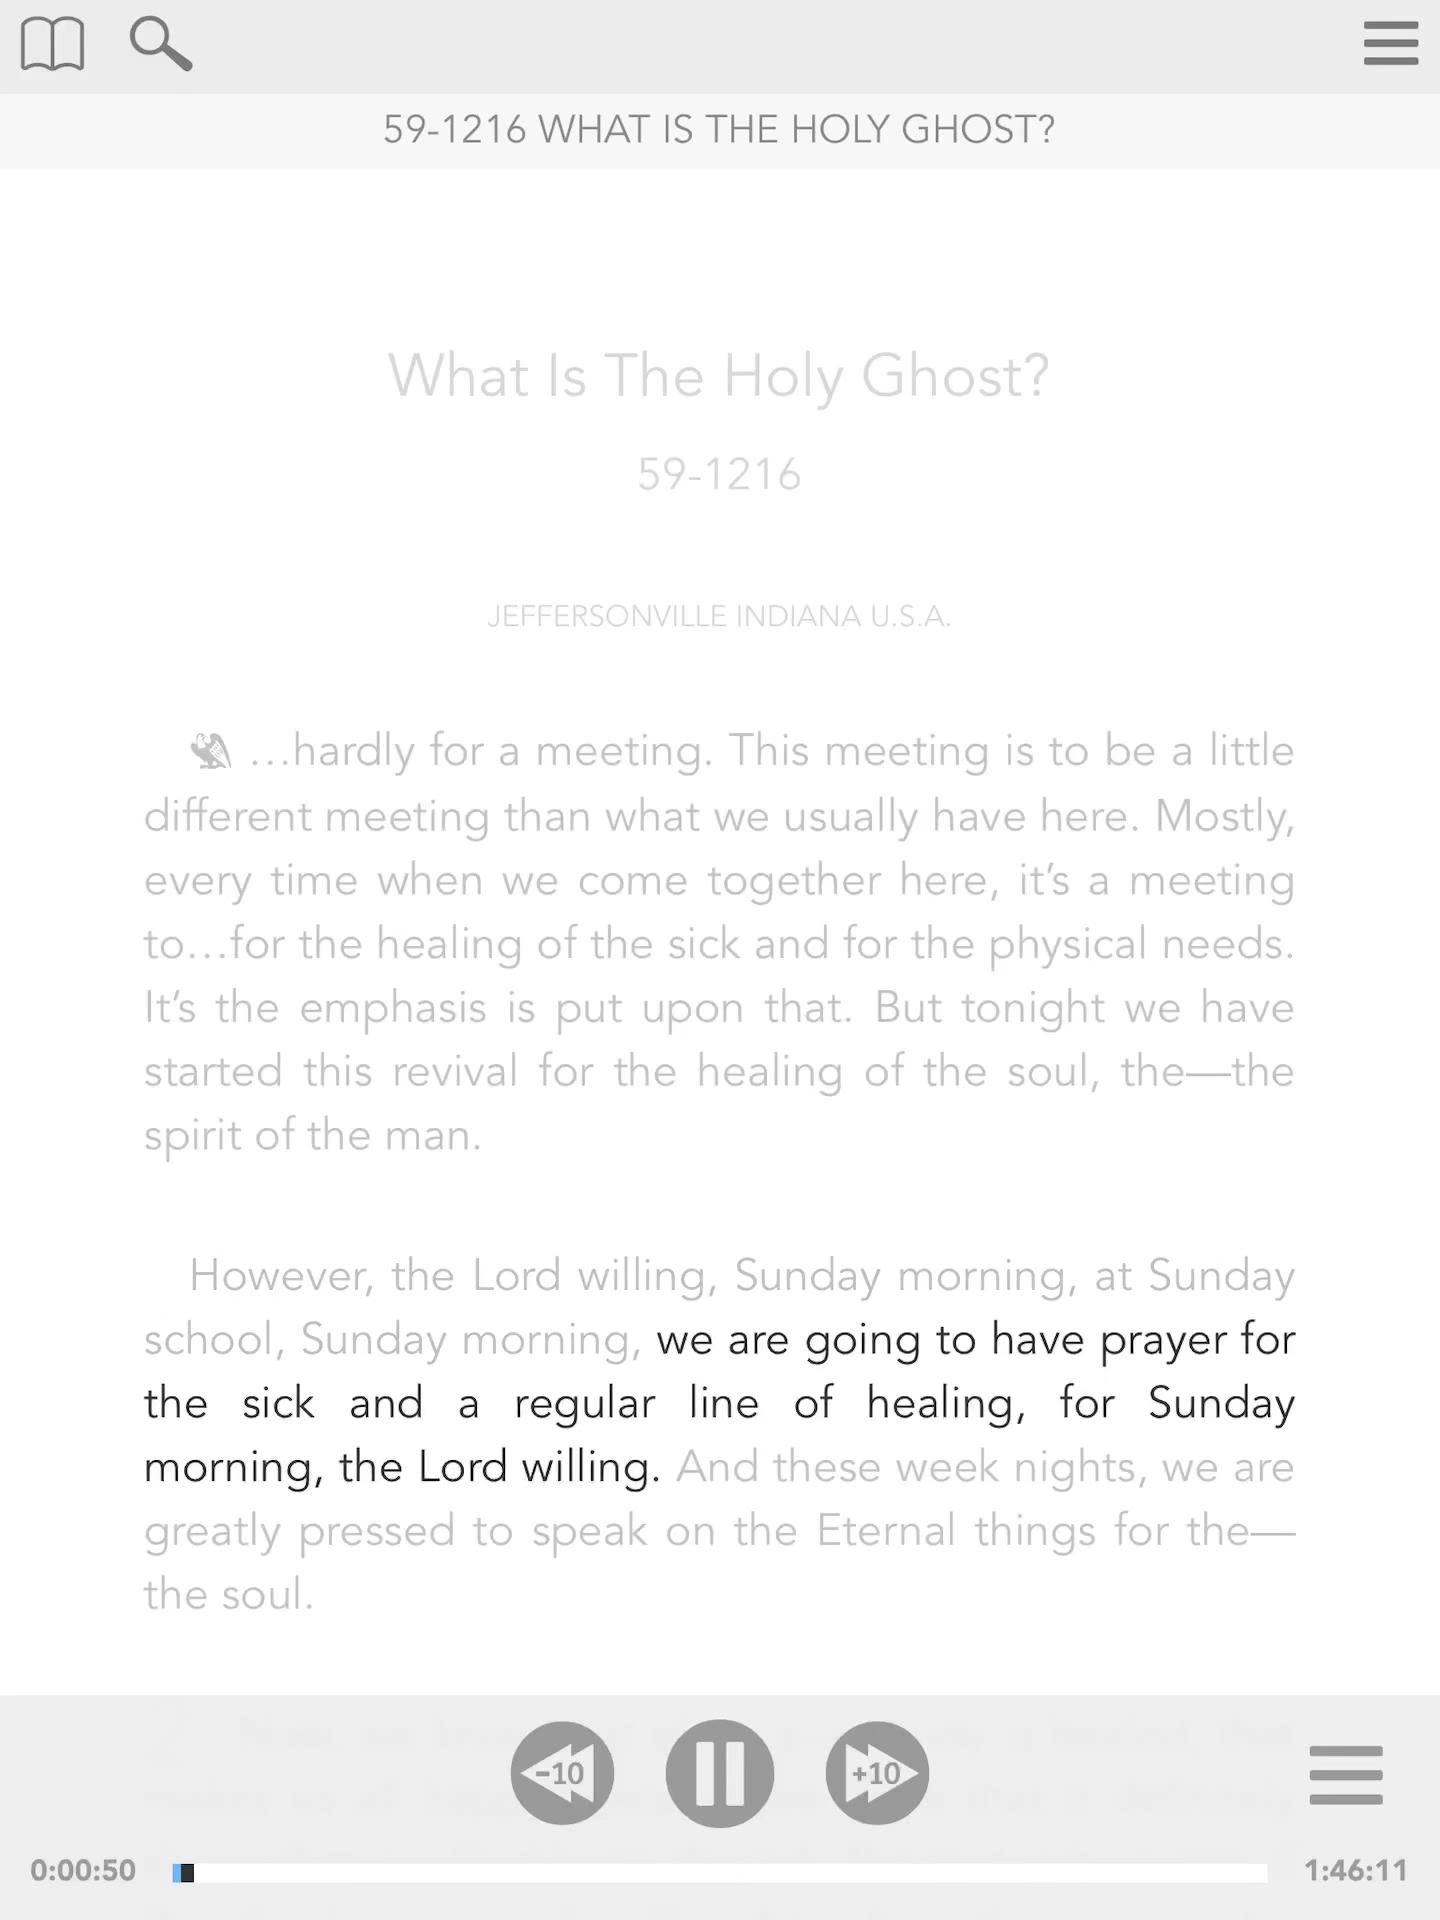 59-1216 WHAT IS THE HOLY GHOST?
What Is The Holy Ghost?
59-1216
JEFFERSONVILLE INDIANA U.S.A.
…hardly for a meeting. This meeting is to be a little
different meeting than what we usually have here. Mostly,
every time when we come together here, it’s a meeting
to…for the healing of the sick and for the physical needs.
It’s the emphasis is put upon that. But tonight we have
started this revival for the healing of the soul, the—the
spirit of the man.
However, the Lord willing, Sunday morning, at Sunday
school, Sunday morning, we are going to have prayer for
the sick and a regular line of healing, for Sunday
morning, the Lord willing. And these week nights, we are
greatly pressed to speak on the Eternal things for the—
the soul.
-10 +10
0:00:50 1:46:11